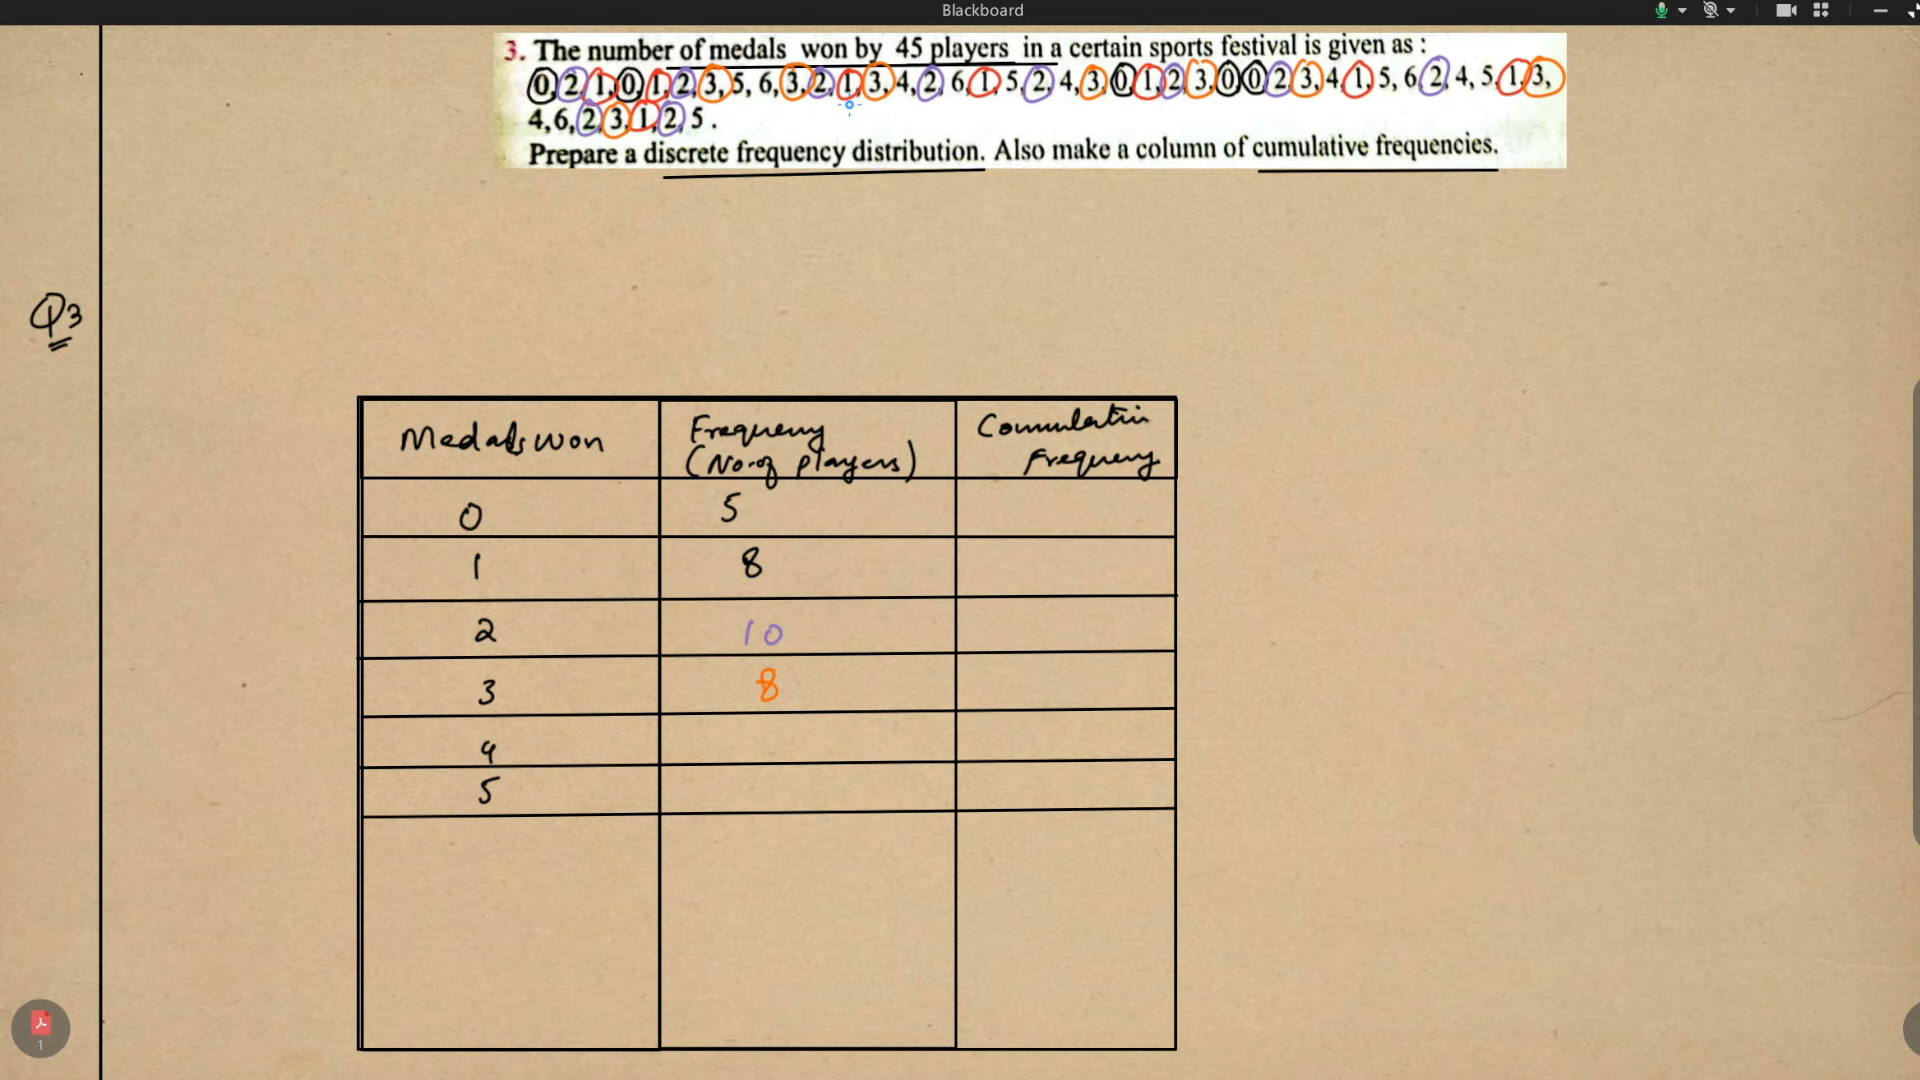 Blackboard
3. The number of medals won by 45 players in a certain sports festival is given as :
0, 2, 1, 0, 1, 2, 3, 5, 6, 3, 2, 1, 3, 4, 2, 6, 1, 5, 2, 4, 3, 0, 1, 2, 3, 0, 0, 2, 3, 4, 1, 5, 6, 2, 4, 5, 1, 3,
4, 6, 2, 3, 1, 2, 5 .
Prepare a discrete frequency distribution. Also make a column of cumulative frequencies.
Q3
Medals won Frequency (No. of players) Commulative Frequency
0 5
1 8
2 10
3 8
4
5
1